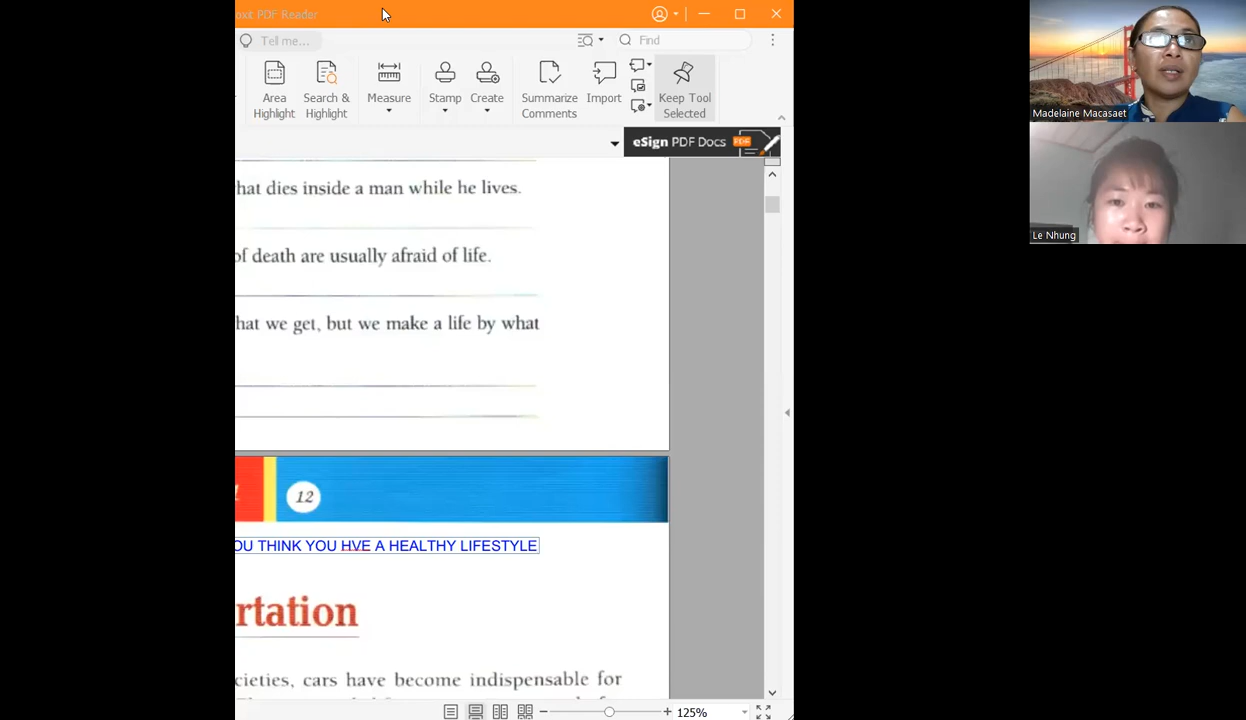 oxit PDF Reader
Tell me...
Find
Area Highlight
Search & Highlight
Measure
Stamp
Create
Summarize Comments
Import
Keep Tool Selected
eSign PDF Docs
PDF
hat dies inside a man while he lives.
of death are usually afraid of life.
hat we get, but we make a life by what
12
OU THINK YOU HVE A HEALTHY LIFESTYLE
rtation
cieties, cars have become indispensable for
125%
Madelaine Macasaet
Le Nhung